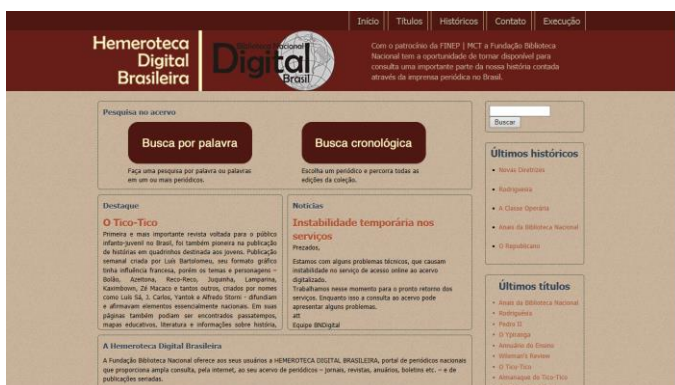 Início Títulos Históricos Contato Execução
Hemeroteca
Digital
Brasileira
Biblioteca Nacional
Digital
Brasil
Com o patrocínio da FINEP | MCT a Fundação Biblioteca
Nacional tem a oportunidade de tornar disponível para
consulta uma importante parte da nossa história contada
através da imprensa periódica no Brasil.
Pesquisa no acervo
Busca por palavra
Faça uma pesquisa por palavra ou palavras
em um ou mais periódicos.
Busca cronológica
Escolha um periódico e percorra todas as
edições da coleção.
Destaque
O Tico-Tico
Primeira e mais importante revista voltada para o público
infanto-juvenil no Brasil, foi também pioneira na publicação
de histórias em quadrinhos destinada aos jovens. Publicação
semanal criada por Luís Bartolomeu, seu formato gráfico
tinha influência francesa, porém os temas e personagens –
Bolão, Azeitona, Reco-Reco, Jujanha, Lamparina,
Kaximbown, Zé Macaco e tantos outros, criados por nomes
como Luís Sá, J. Carlos, Yantok e Alfredo Storni - difundiam
e afirmavam elementos essencialmente nacionais. Em suas
páginas também podiam ser encontrados passatempos,
mapas educativos, literatura e informações sobre história,
Notícias
Instabilidade temporária nos
serviços
Prezados,
Estamos com alguns problemas técnicos, que causam
instabilidade no serviço de acesso online ao acervo
digitalizado.
Trabalhamos nesse momento para o pronto retorno dos
serviços. Enquanto isso a consulta ao acervo pode
apresentar alguns problemas.
att
Equipe BNDigital
A Hemeroteca Digital Brasileira
A Fundação Biblioteca Nacional oferece aos seus usuários a HEMEROTECA DIGITAL BRASILEIRA, portal de periódicos nacionais
que proporciona ampla consulta, pela internet, ao seu acervo de periódicos – jornais, revistas, anuários, boletins etc. – e de
publicações seriadas.
Buscar
Últimos históricos
Novas Diretrizes
Rodriguésia
A Classe Operária
Anais da Biblioteca Nacional
O Republicano
Últimos títulos
Anais da Biblioteca Nacional
Rodriguésia
Pedro II
O Ypiranga
Annuario do Ensino
Wileman's Review
O Tico-Tico
Almanaque do Tico-Tico